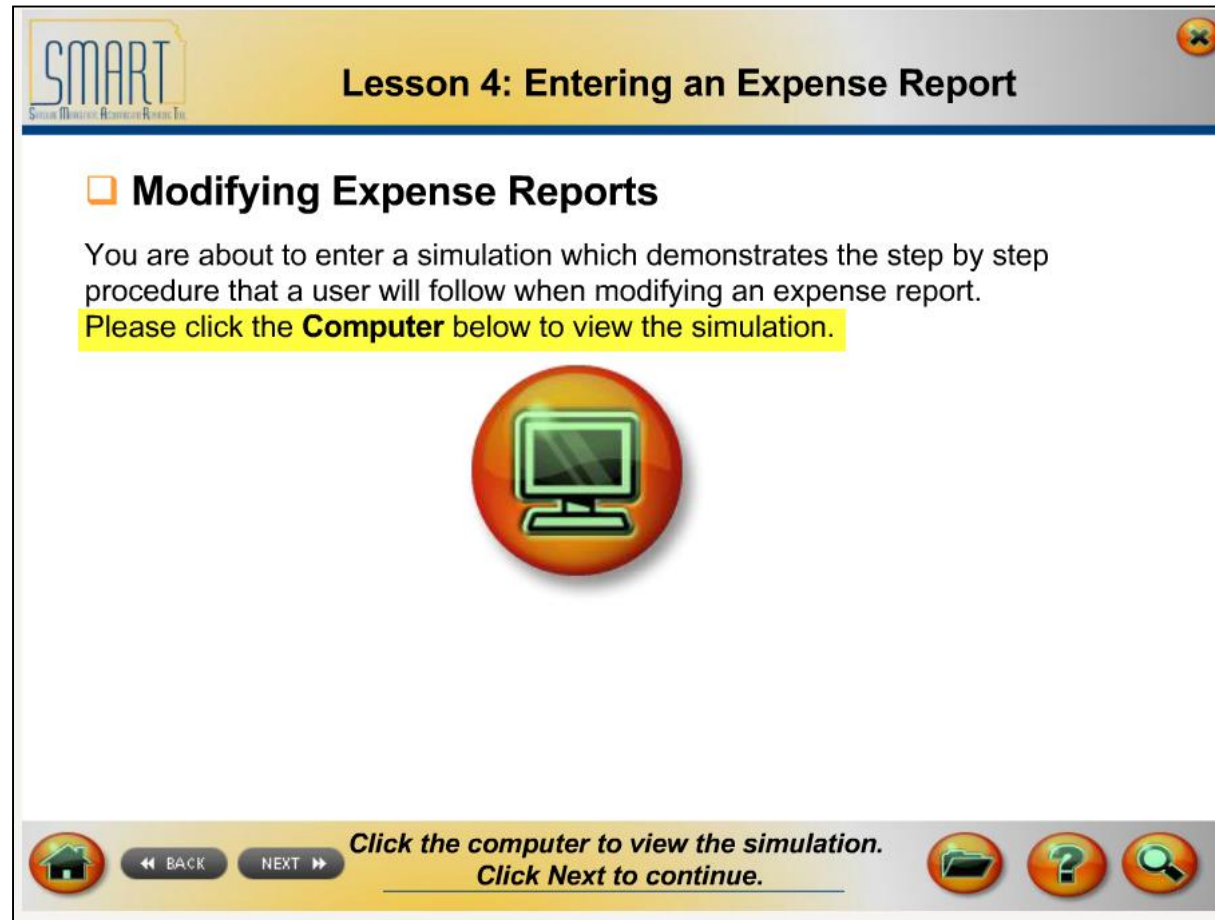 SMART
Lesson 4: Entering an Expense Report
Modifying Expense Reports
You are about to enter a simulation which demonstrates the step by step
procedure that a user will follow when modifying an expense report.
Please click the Computer below to view the simulation.
BACK
NEXT
Click the computer to view the simulation.
Click Next to continue.